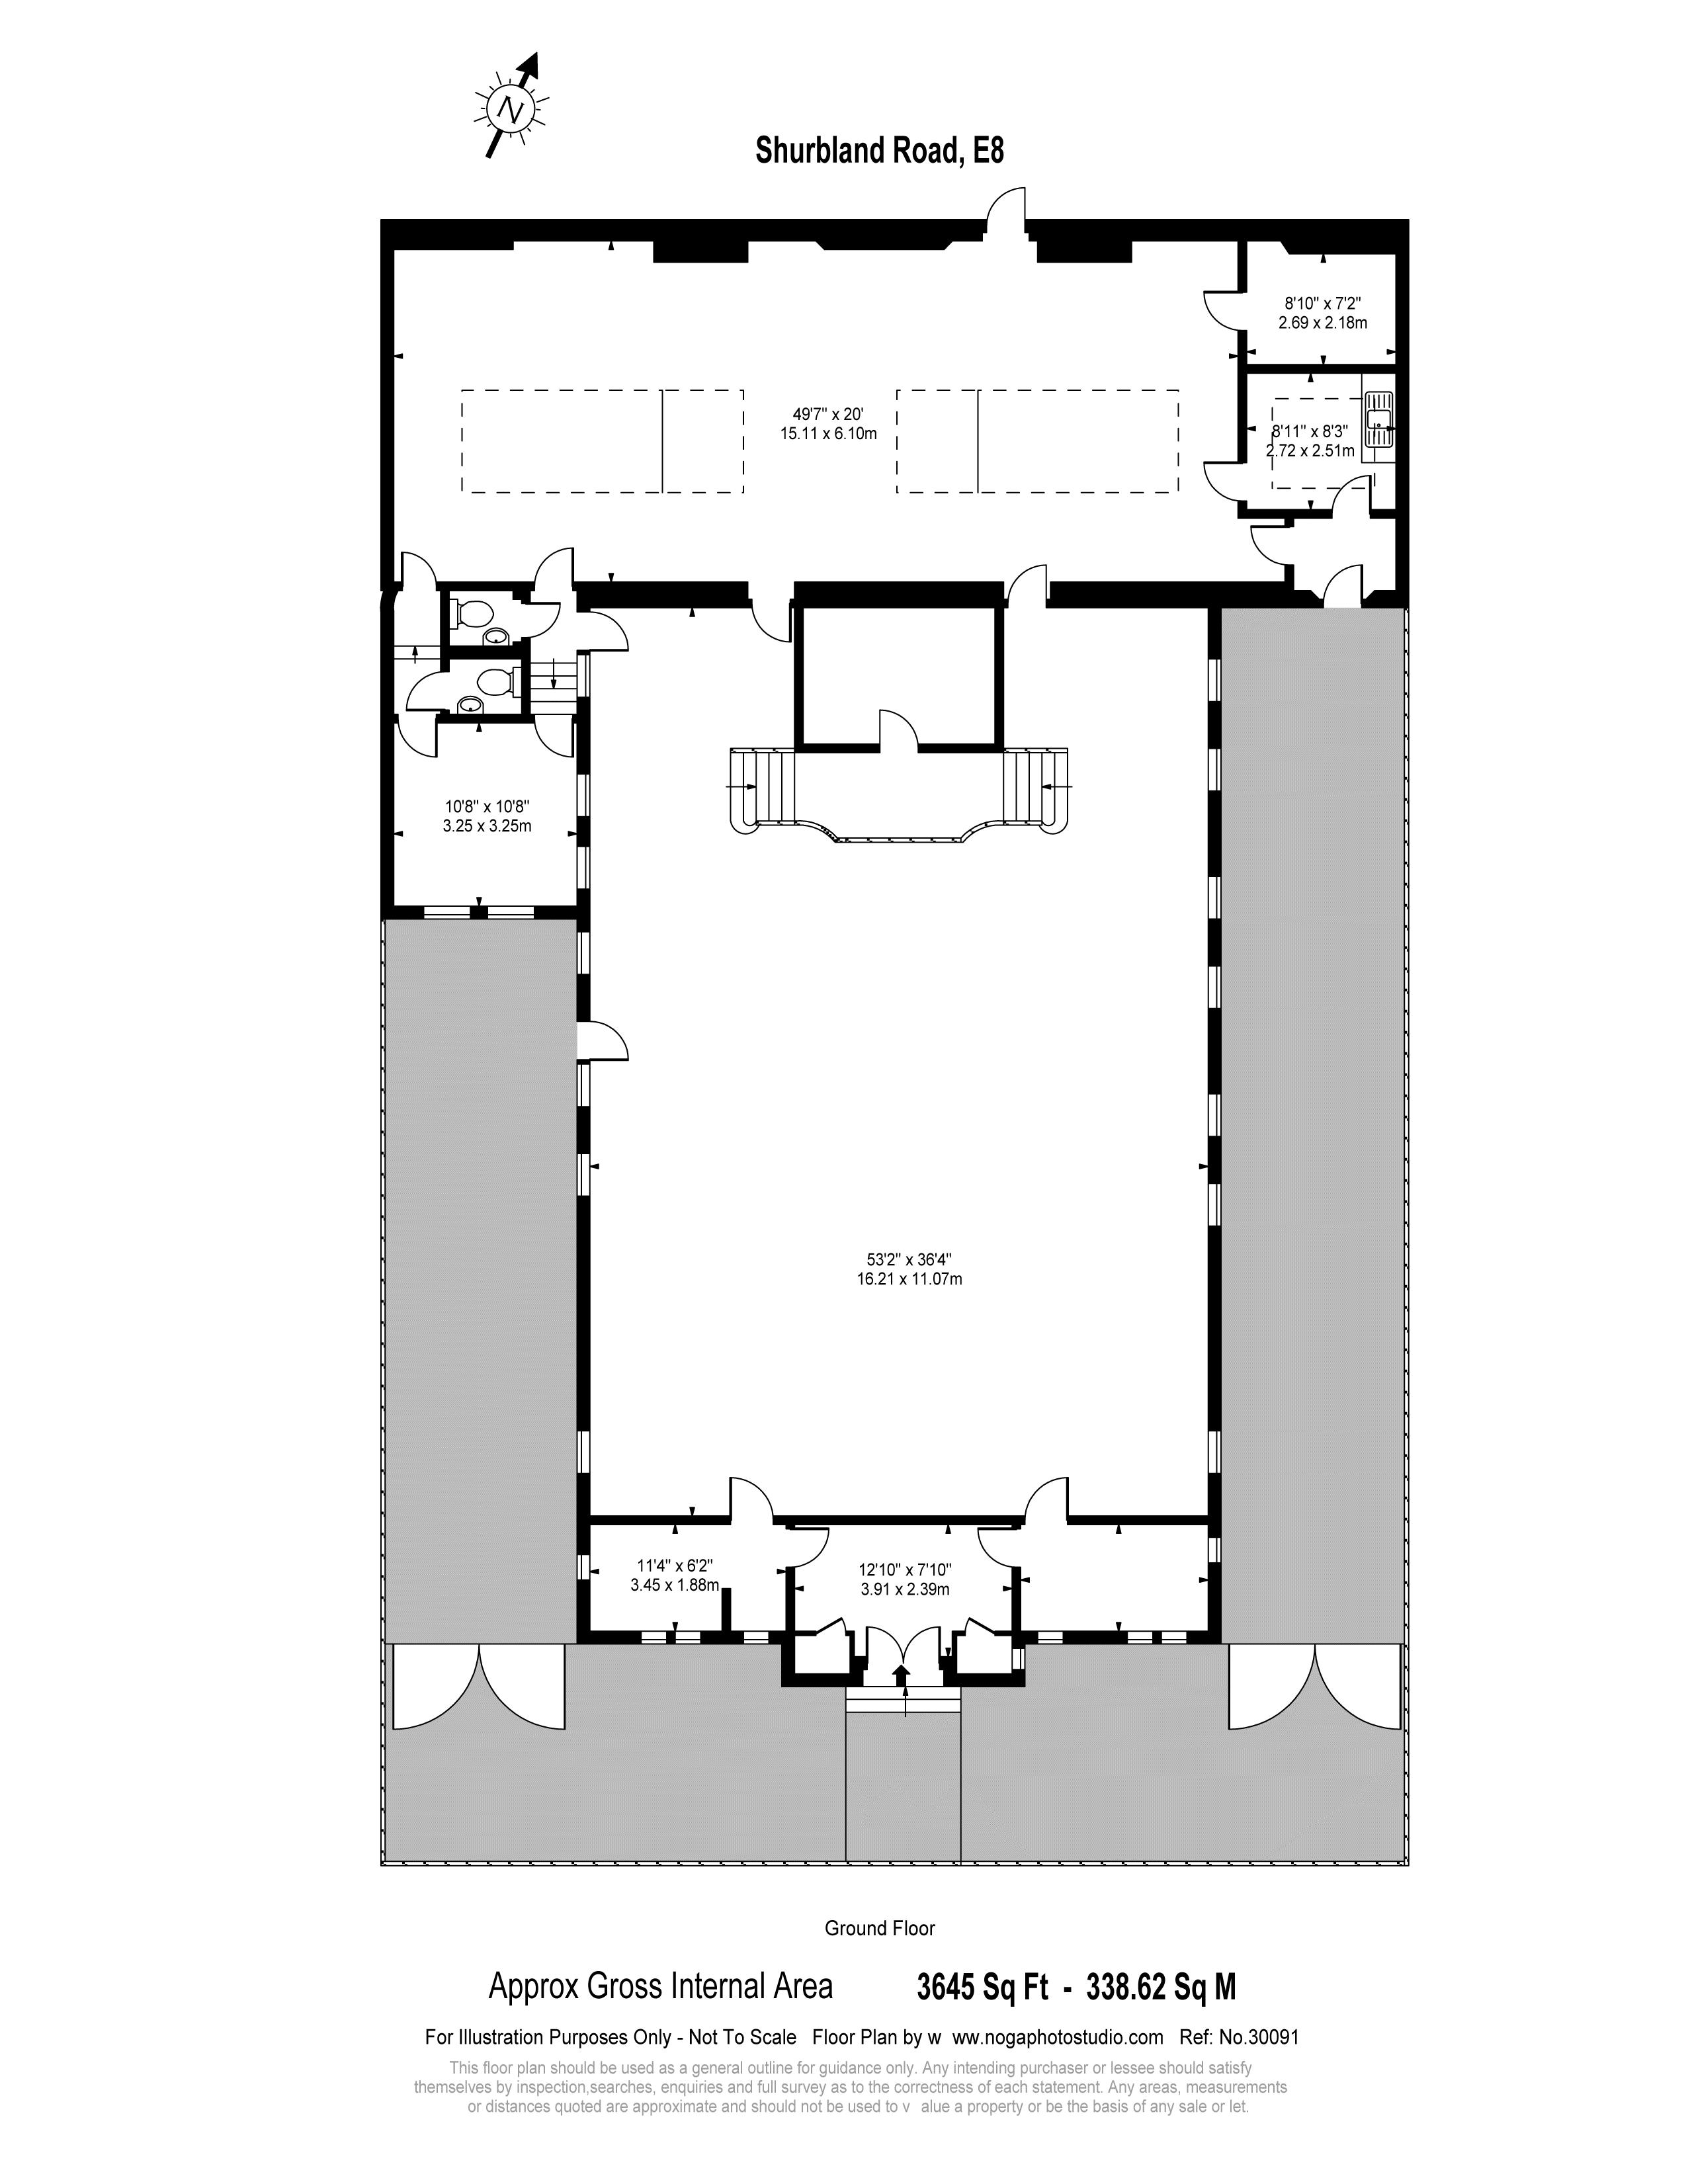 N
Shurbland Road, E8
8'10" x 7'2"
2.69 x 2.18m
49'7" x 20'
15.11 x 6.10m
8'11" x 8'3"
2.72 x 2.51m
10'8" x 10'8"
3.25 x 3.25m
53'2" x 36'4"
16.21 x 11.07m
11'4" x 6'2"
3.45 x 1.88m
12'10" x 7'10"
3.91 x 2.39m
Ground Floor
Approx Gross Internal Area 3645 Sq Ft - 338.62 Sq M
For Illustration Purposes Only - Not To Scale Floor Plan by w ww.nogaphotostudio.com Ref: No.30091
This floor plan should be used as a general outline for guidance only. Any intending purchaser or lessee should satisfy
themselves by inspection,searches, enquiries and full survey as to the correctness of each statement. Any areas, measurements
or distances quoted are approximate and should not be used to v alue a property or be the basis of any sale or let.